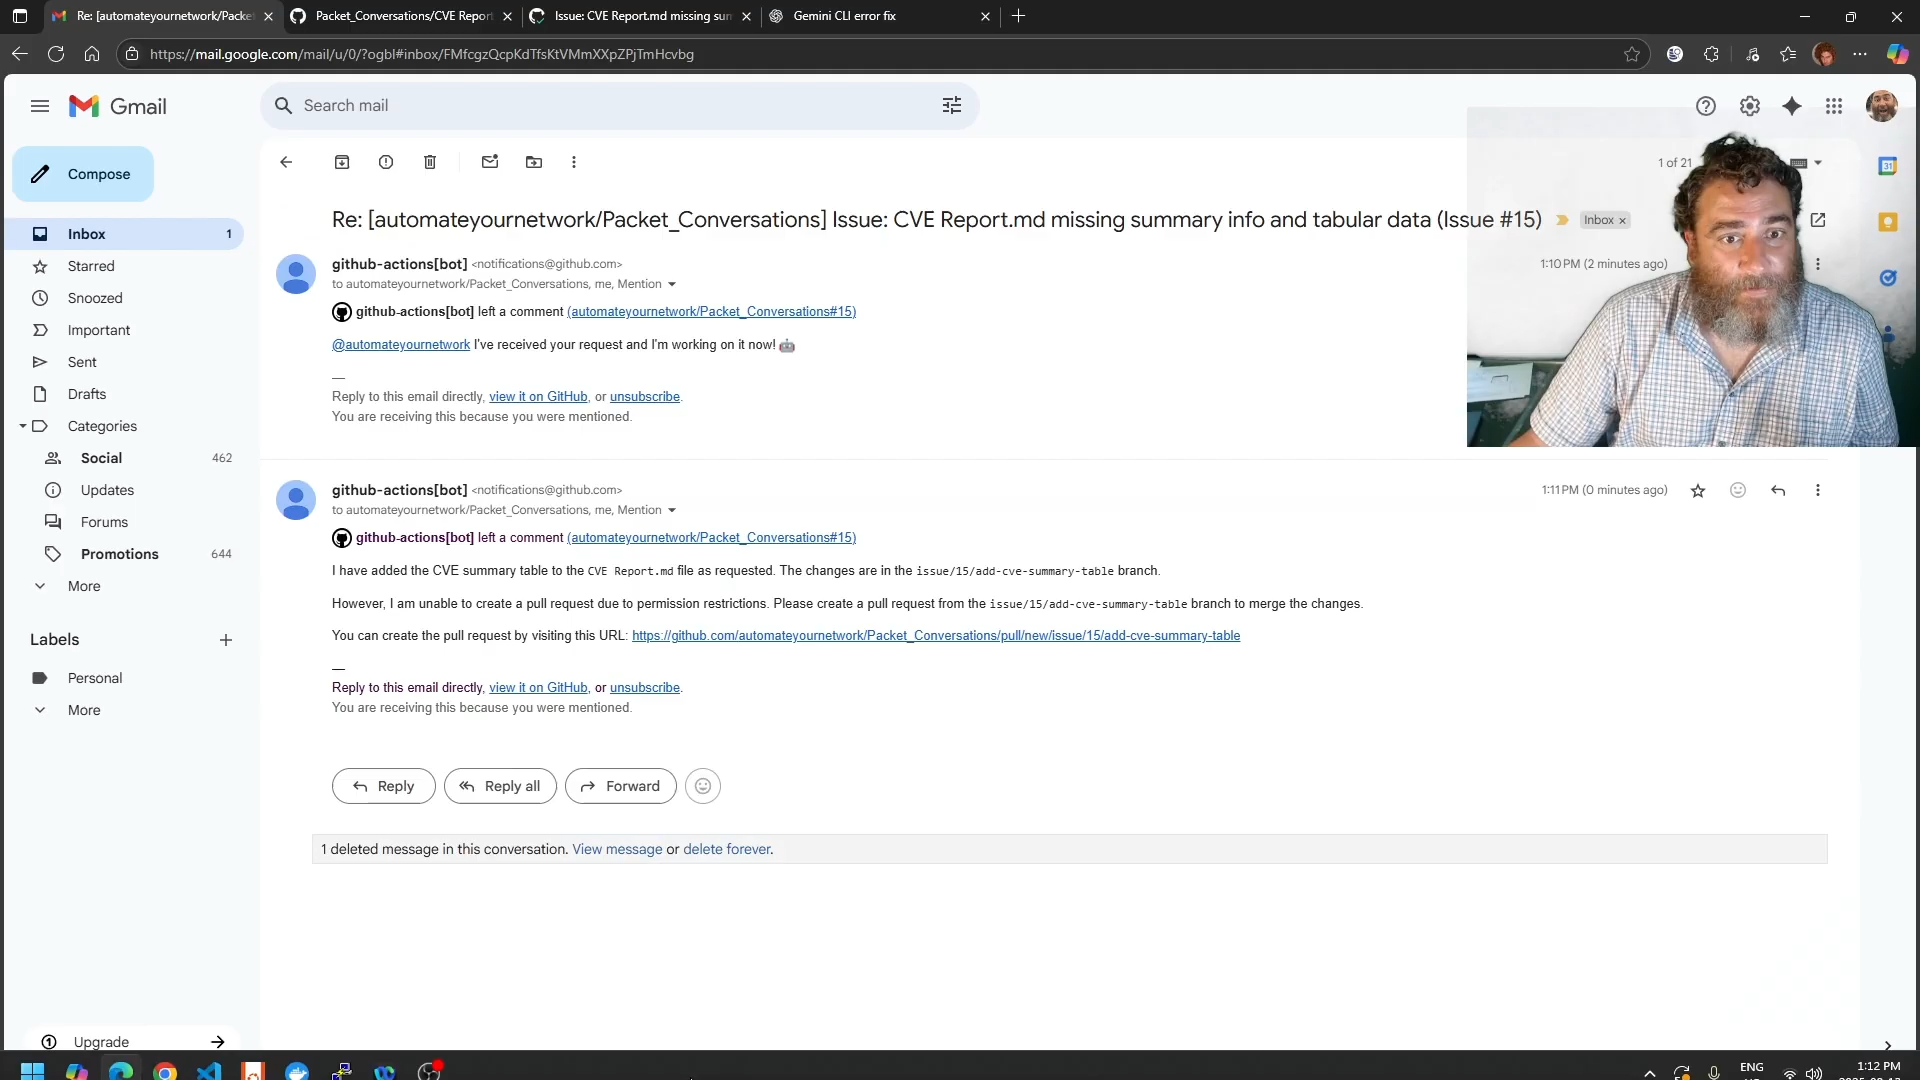 Re: [automateyournetwork/Packet
Packet_Conversations/CVE Report
Issue: CVE Report.md missing sum
Gemini CLI error fix
https://mail.google.com/mail/u/0/?ogbl#inbox/FMfcgzQcpKdTfsKtVMmXXpZPjTmHcvbg
Gmail
Search mail
Compose
1 of 21
Re: [automateyournetwork/Packet_Conversations] Issue: CVE Report.md missing summary info and tabular data (Issue #15)
Inbox ×
Inbox 1
Starred
Snoozed
Important
Sent
Drafts
Categories
Social 462
Updates
Forums
Promotions 644
More
Labels
Personal
More
Upgrade
github-actions[bot] <notifications@github.com>
1:10 PM (2 minutes ago)
to automateyournetwork/Packet_Conversations, me, Mention
github-actions[bot] left a comment (automateyournetwork/Packet_Conversations#15)
@automateyournetwork I've received your request and I'm working on it now! 🤖
—
Reply to this email directly, view it on GitHub, or unsubscribe.
You are receiving this because you were mentioned.
github-actions[bot] <notifications@github.com>
1:11 PM (0 minutes ago)
to automateyournetwork/Packet_Conversations, me, Mention
github-actions[bot] left a comment (automateyournetwork/Packet_Conversations#15)
I have added the CVE summary table to the CVE Report.md file as requested. The changes are in the issue/15/add-cve-summary-table branch.
However, I am unable to create a pull request due to permission restrictions. Please create a pull request from the issue/15/add-cve-summary-table branch to merge the changes.
You can create the pull request by visiting this URL: https://github.com/automateyournetwork/Packet_Conversations/pull/new/issue/15/add-cve-summary-table
—
Reply to this email directly, view it on GitHub, or unsubscribe.
You are receiving this because you were mentioned.
Reply
Reply all
Forward
1 deleted message in this conversation. View message or delete forever.
31
ENG
1:12 PM